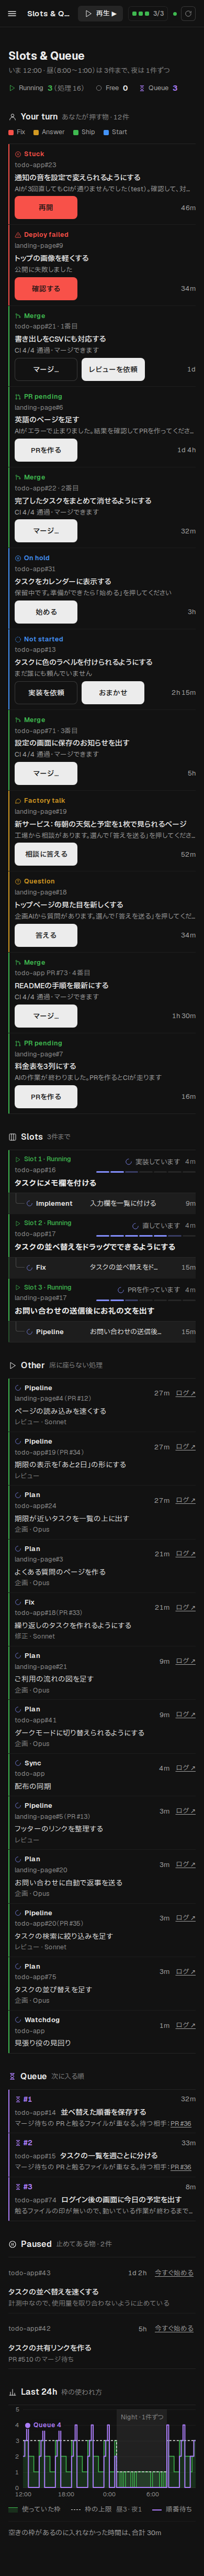 Slots & Q…
再生 ▶
3/3
Slots & Queue
いま 12:00・昼(8:00〜1:00)は 3件まで、夜は 1件ずつ
Running 3 (処理 16)
Free 0
Queue 3
Your turn あなたが押す物・12件
Fix
Answer
Ship
Start
Stuck
todo-app#23
通知の音を設定で変えられるようにする
AIが3回直してもCIが通りませんでした(test)。確認して、対…
再開
46m
Deploy failed
landing-page#9
トップの画像を軽くする
公開に失敗しました
確認する
34m
Merge
todo-app#21・1番目
書き出しをCSVにも対応する
CI 4/4 通過・マージできます
マージ…
レビューを依頼
1d
PR pending
landing-page#6
英語のページを足す
AIがエラーで止まりました。結果を確認してPRを作ってくだ…
PRを作る
1d 4h
Merge
todo-app#22・2番目
完了したタスクをまとめて消せるようにする
CI 4/4 通過・マージできます
マージ…
32m
On hold
todo-app#31
タスクをカレンダーに表示する
保留中です。準備ができたら「始める」を押してください
始める
3h
Not started
todo-app#13
タスクに色のラベルを付けられるようにする
まだ誰にも頼んでいません
実装を依頼
おまかせ
2h 15m
Merge
todo-app#71・3番目
設定の画面に保存のお知らせを出す
CI 4/4 通過・マージできます
マージ…
5h
Factory talk
landing-page#19
新サービス:毎朝の天気と予定を1枚で見られるページ
工場から相談があります。選んで「答えを送る」を押してくださ…
相談に答える
52m
Question
landing-page#18
トップページの見た目を新しくする
企画AIから質問があります。選んで「答えを送る」を押してくだ…
答える
34m
Merge
todo-app PR #73・4番目
READMEの手順を最新にする
CI 4/4 通過・マージできます
マージ…
1h 30m
PR pending
landing-page#7
料金表を3列にする
AIの作業が終わりました。PRを作るとCIが走ります
PRを作る
16m
Slots 3件まで
Slot 1・Running
実装しています 4m
todo-app#16
タスクにメモ欄を付ける
Implement 入力欄を一覧に付ける 9m
Slot 2・Running
直しています 4m
todo-app#17
タスクの並べ替えをドラッグでできるようにする
Fix タスクの並べ替えをド… 15m
Slot 3・Running
PRを作っています 4m
landing-page#17
お問い合わせの送信後にお礼の文を出す
Pipeline お問い合わせの送信後… 15m
Other 席に座らない処理
Pipeline
landing-page#4 (PR #12)
27m ログ ↗
ページの読み込みを速くする
レビュー・Sonnet
Pipeline
todo-app#19 (PR #34)
27m ログ ↗
期限の表示を「あと2日」の形にする
レビュー
Plan
todo-app#24
27m ログ ↗
期限が近いタスクを一覧の上に出す
企画・Opus
Plan
landing-page#3
21m ログ ↗
よくある質問のページを作る
企画・Opus
Fix
todo-app#18 (PR #33)
21m ログ ↗
繰り返しのタスクを作れるようにする
修正・Sonnet
Plan
landing-page#21
9m ログ ↗
ご利用の流れの図を足す
企画・Opus
Plan
todo-app#41
9m ログ ↗
ダークモードに切り替えられるようにする
企画・Opus
Sync
todo-app
4m ログ ↗
配布の同期
Pipeline
landing-page#5 (PR #13)
3m ログ ↗
フッターのリンクを整理する
レビュー
Plan
landing-page#20
3m ログ ↗
お問い合わせに自動で返事を送る
企画・Opus
Pipeline
todo-app#20 (PR #35)
3m ログ ↗
タスクの検索に絞り込みを足す
レビュー・Sonnet
Plan
todo-app#75
3m ログ ↗
タスクの並び替えを足す
企画・Opus
Watchdog
todo-app
1m ログ ↗
見張り役の見回り
Queue 次に入る順
#1 32m
todo-app#14 並べ替えた順番を保存する
マージ待ちの PR と触るファイルが重なる。待つ相手: PR #36
#2 33m
todo-app#15 タスクの一覧を週ごとに分ける
マージ待ちの PR と触るファイルが重なる。待つ相手: PR #36
#3 8m
todo-app#74 ログイン後の画面に今日の予定を出す
触るファイルの印が無いので、動いている作業が終わるまで…
Paused 止めてある物・2件
todo-app#43 1d 2h 今すぐ始める
タスクの並べ替えを速くする
計測中なので、使用量を取り合わないように止めている
todo-app#42 5h 今すぐ始める
タスクの共有リンクを作る
PR #510 のマージ待ち
Last 24h 枠の使われ方
5
4
3
2
1
0
Queue 4
Night・1件ずつ
12:00
18:00
0:00
6:00
使っていた枠
枠の上限 昼3・夜1
順番待ち
空きの枠があるのに入れなかった時間は、合計 30m